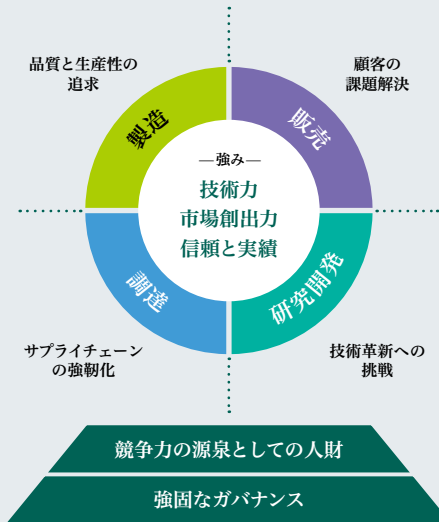 品質と生産性の
追求
顧客の
課題解決
製造
販売
―強み―
技術力
市場創出力
信頼と実績
調達
研究開発
サプライチェーン
の強靭化
技術革新への
挑戦
競争力の源泉としての人財
強固なガバナンス